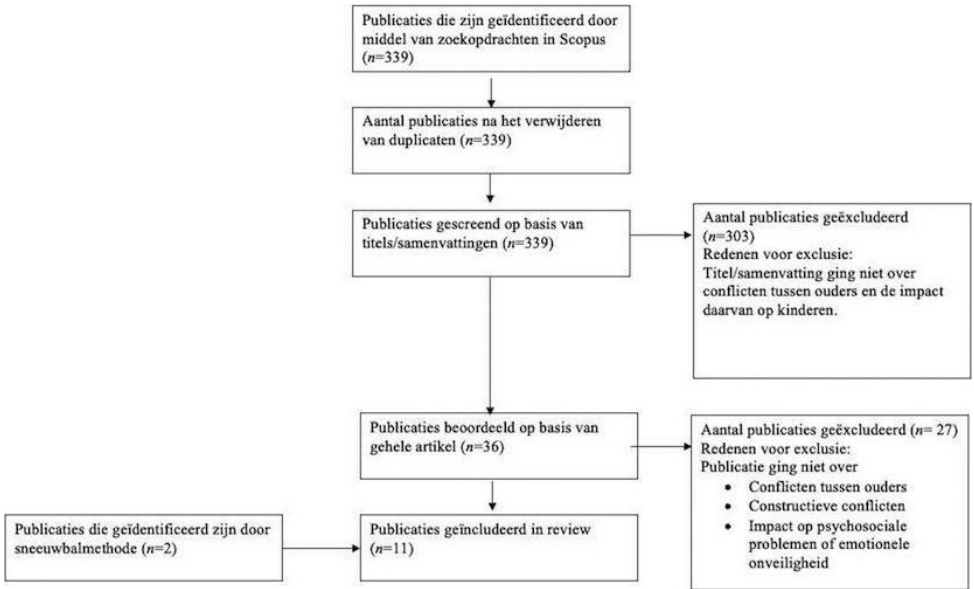 Publicaties die zijn geïdentificeerd door
middel van zoekopdrachten in Scopus
(n=339)
Aantal publicaties na het verwijderen
van duplicaten (n=339)
Publicaties gescreend op basis van
titels/samenvattingen (n=339)
Aantal publicaties geëxcludeerd
(n=303)
Redenen voor exclusie:
Titel/samenvatting ging niet over
conflicten tussen ouders en de impact
daarvan op kinderen.
Publicaties beoordeeld op basis van
gehele artikel (n=36)
Aantal publicaties geëxcludeerd (n= 27)
Redenen voor exclusie:
Publicatie ging niet over
• Conflicten tussen ouders
• Constructieve conflicten
• Impact op psychosociale
problemen of emotionele
onveiligheid
Publicaties die geïdentificeerd zijn door
sneeuwbalmethode (n=2)
Publicaties geïncludeerd in review
(n=11)